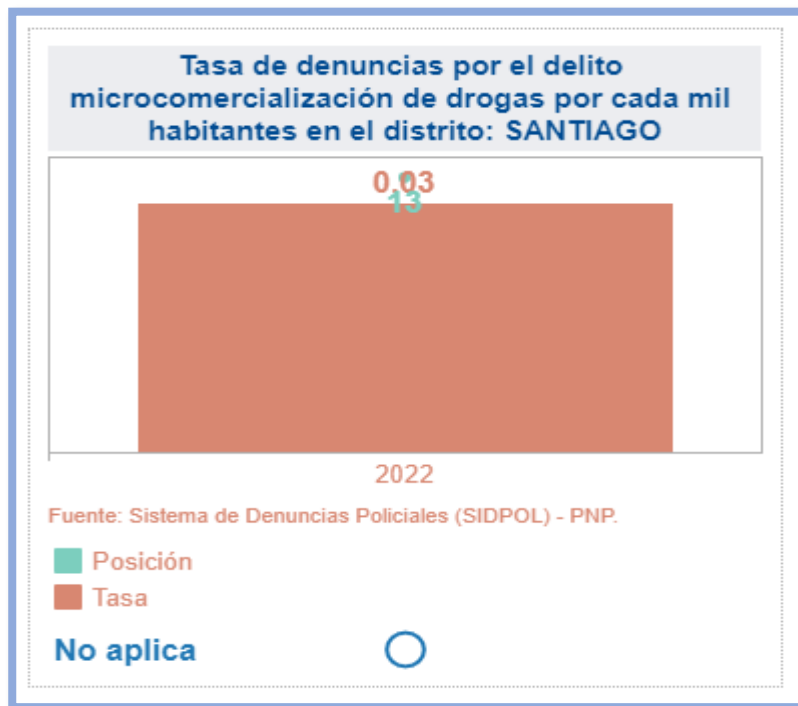 Tasa de denuncias por el delito
microcomercialización de drogas por cada mil
habitantes en el distrito: SANTIAGO
0,03
13
2022
Fuente: Sistema de Denuncias Policiales (SIDPOL) - PNP.
Posición
Tasa
No aplica